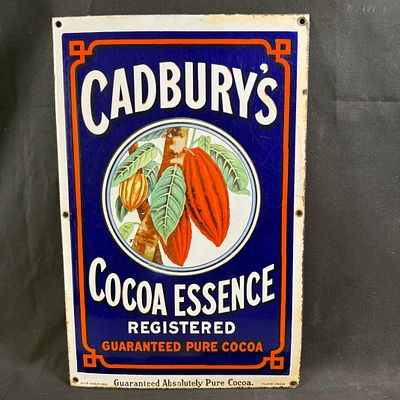 CADBURY'S
COCOA ESSENCE
REGISTERED
GUARANTEED PURE COCOA
Guaranteed Absolutely Pure Cocoa.